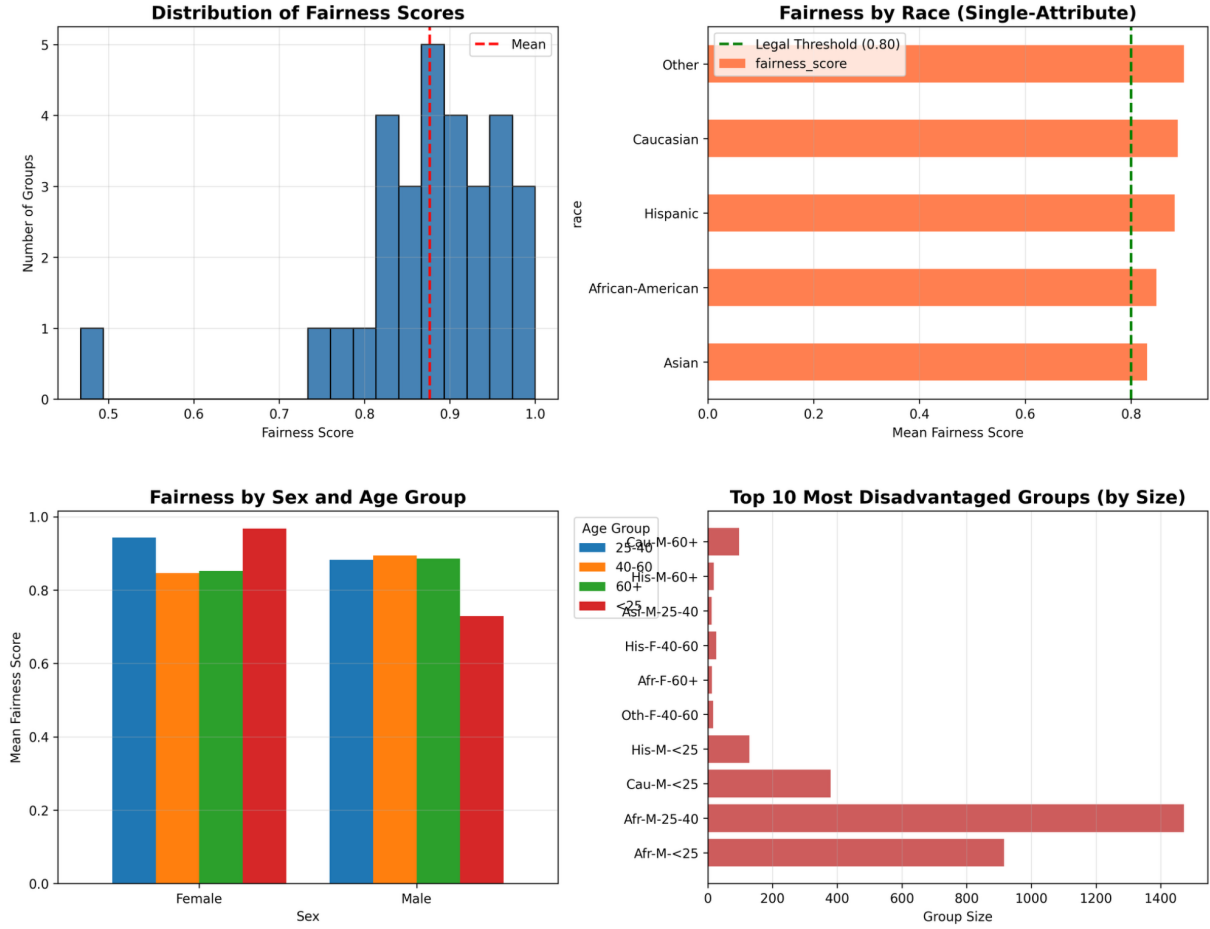 Distribution of Fairness Scores
Number of Groups
5
4
3
2
1
0
Mean
0.5 0.6 0.7 0.8 0.9 1.0
Fairness Score
Fairness by Race (Single-Attribute)
race
Legal Threshold (0.80)
fairness_score
Other
Caucasian
Hispanic
African-American
Asian
0.0 0.2 0.4 0.6 0.8
Mean Fairness Score
Fairness by Sex and Age Group
Mean Fairness Score
1.0
0.8
0.6
0.4
0.2
0.0
Female Male
Sex
Age Group
25-40
40-60
60+
<25
Top 10 Most Disadvantaged Groups (by Size)
Cau-M-60+
His-M-60+
Asi-M-25-40
His-F-40-60
Afr-F-60+
Oth-F-40-60
His-M-<25
Cau-M-<25
Afr-M-25-40
Afr-M-<25
0 200 400 600 800 1000 1200 1400
Group Size